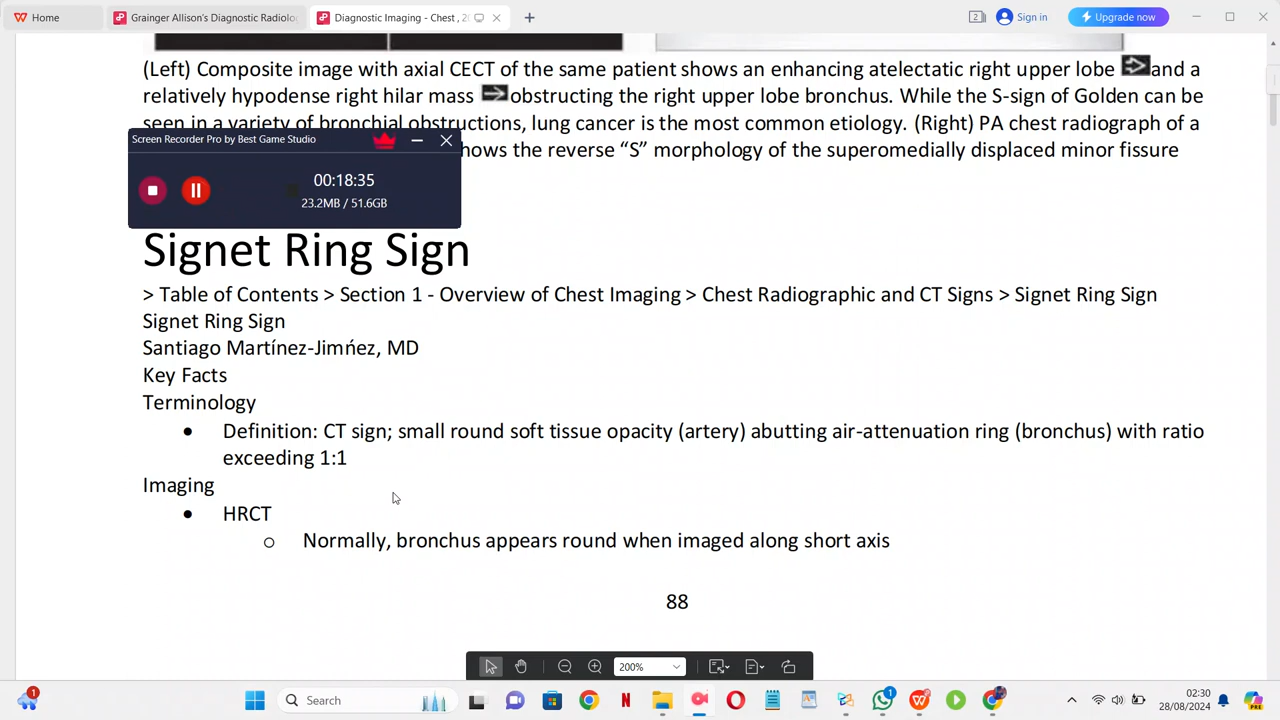 Home
Grainger Allison's Diagnostic Radiolo
Diagnostic Imaging - Chest , 2
2
Sign in
Upgrade now
(Left) Composite image with axial CECT of the same patient shows an enhancing atelectatic right upper lobe and a
relatively hypodense right hilar mass obstructing the right upper lobe bronchus. While the S-sign of Golden can be
seen in a variety of bronchial obstructions, lung cancer is the most common etiology. (Right) PA chest radiograph of a
hows the reverse “S” morphology of the superomedially displaced minor fissure
Screen Recorder Pro by Best Game Studio
00:18:35
23.2MB / 51.6GB
Signet Ring Sign
> Table of Contents > Section 1 - Overview of Chest Imaging > Chest Radiographic and CT Signs > Signet Ring Sign
Signet Ring Sign
Santiago Martínez-Jimńez, MD
Key Facts
Terminology
● Definition: CT sign; small round soft tissue opacity (artery) abutting air-attenuation ring (bronchus) with ratio
exceeding 1:1
Imaging
● HRCT
o Normally, bronchus appears round when imaged along short axis
88
200%
1
Search
1
02:30
28/08/2024